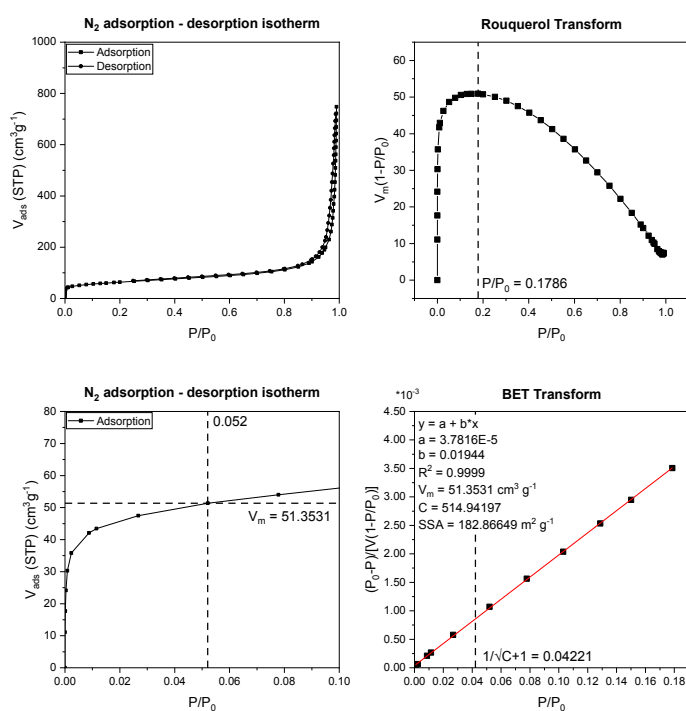 N₂ adsorption - desorption isotherm
1000
800
600
400
200
0
Adsorption
Desorption
V_ads (STP) (cm³g⁻¹)
0.0 0.2 0.4 0.6 0.8 1.0
P/P₀
Rouquerol Transform
60
50
40
30
20
10
0
V_m(1-P/P₀)
P/P₀ = 0.1786
0.0 0.2 0.4 0.6 0.8 1.0
P/P₀
N₂ adsorption - desorption isotherm
80
70
60
50
40
30
20
10
0
Adsorption
0.052
V_m = 51.3531
V_ads (STP) (cm³g⁻¹)
0.00 0.02 0.04 0.06 0.08 0.10
P/P₀
BET Transform
*10⁻³
4.50
4.00
3.50
3.00
2.50
2.00
1.50
1.00
0.50
0.00
y = a + b*x
a = 3.7816E-5
b = 0.01944
R² = 0.9999
V_m = 51.3531 cm³ g⁻¹
C = 514.94197
SSA = 182.86649 m² g⁻¹
(P₀-P)/[V(1-P/P₀)]
1/√C+1 = 0.04221
0.00 0.02 0.04 0.06 0.08 0.10 0.12 0.14 0.16 0.18
P/P₀